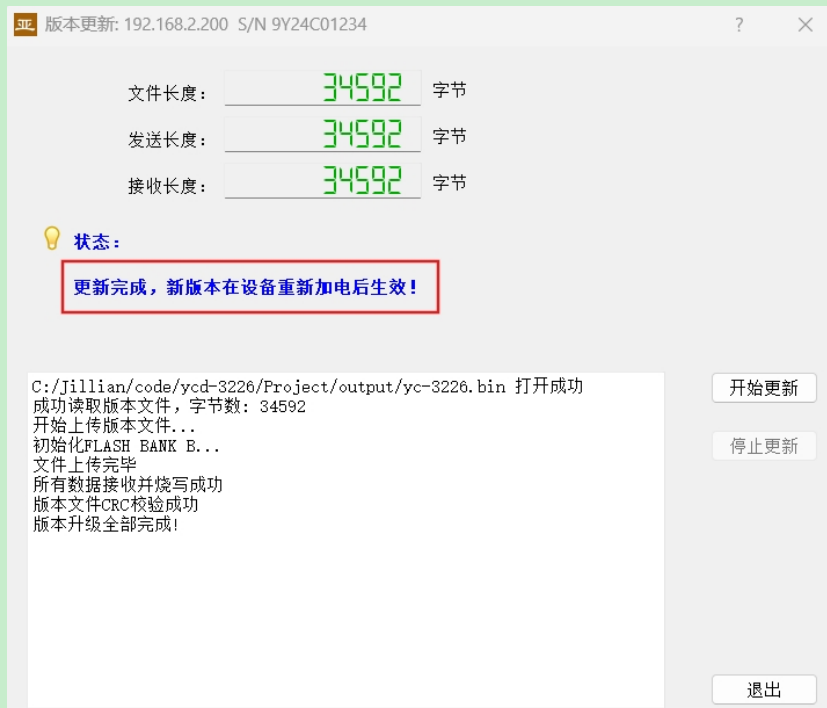 亚 版本更新: 192.168.2.200 S/N 9Y24C01234 ?
文件长度: 34592 字节
发送长度: 34592 字节
接收长度: 34592 字节
状态:
更新完成，新版本在设备重新加电后生效!
C:/Jillian/code/ycd-3226/Project/output/yc-3226.bin 打开成功
成功读取版本文件，字节数: 34592
开始上传版本文件...
初始化FLASH BANK B...
文件上传完毕
所有数据接收并烧写成功
版本文件CRC校验成功
版本升级全部完成!
开始更新
停止更新
退出